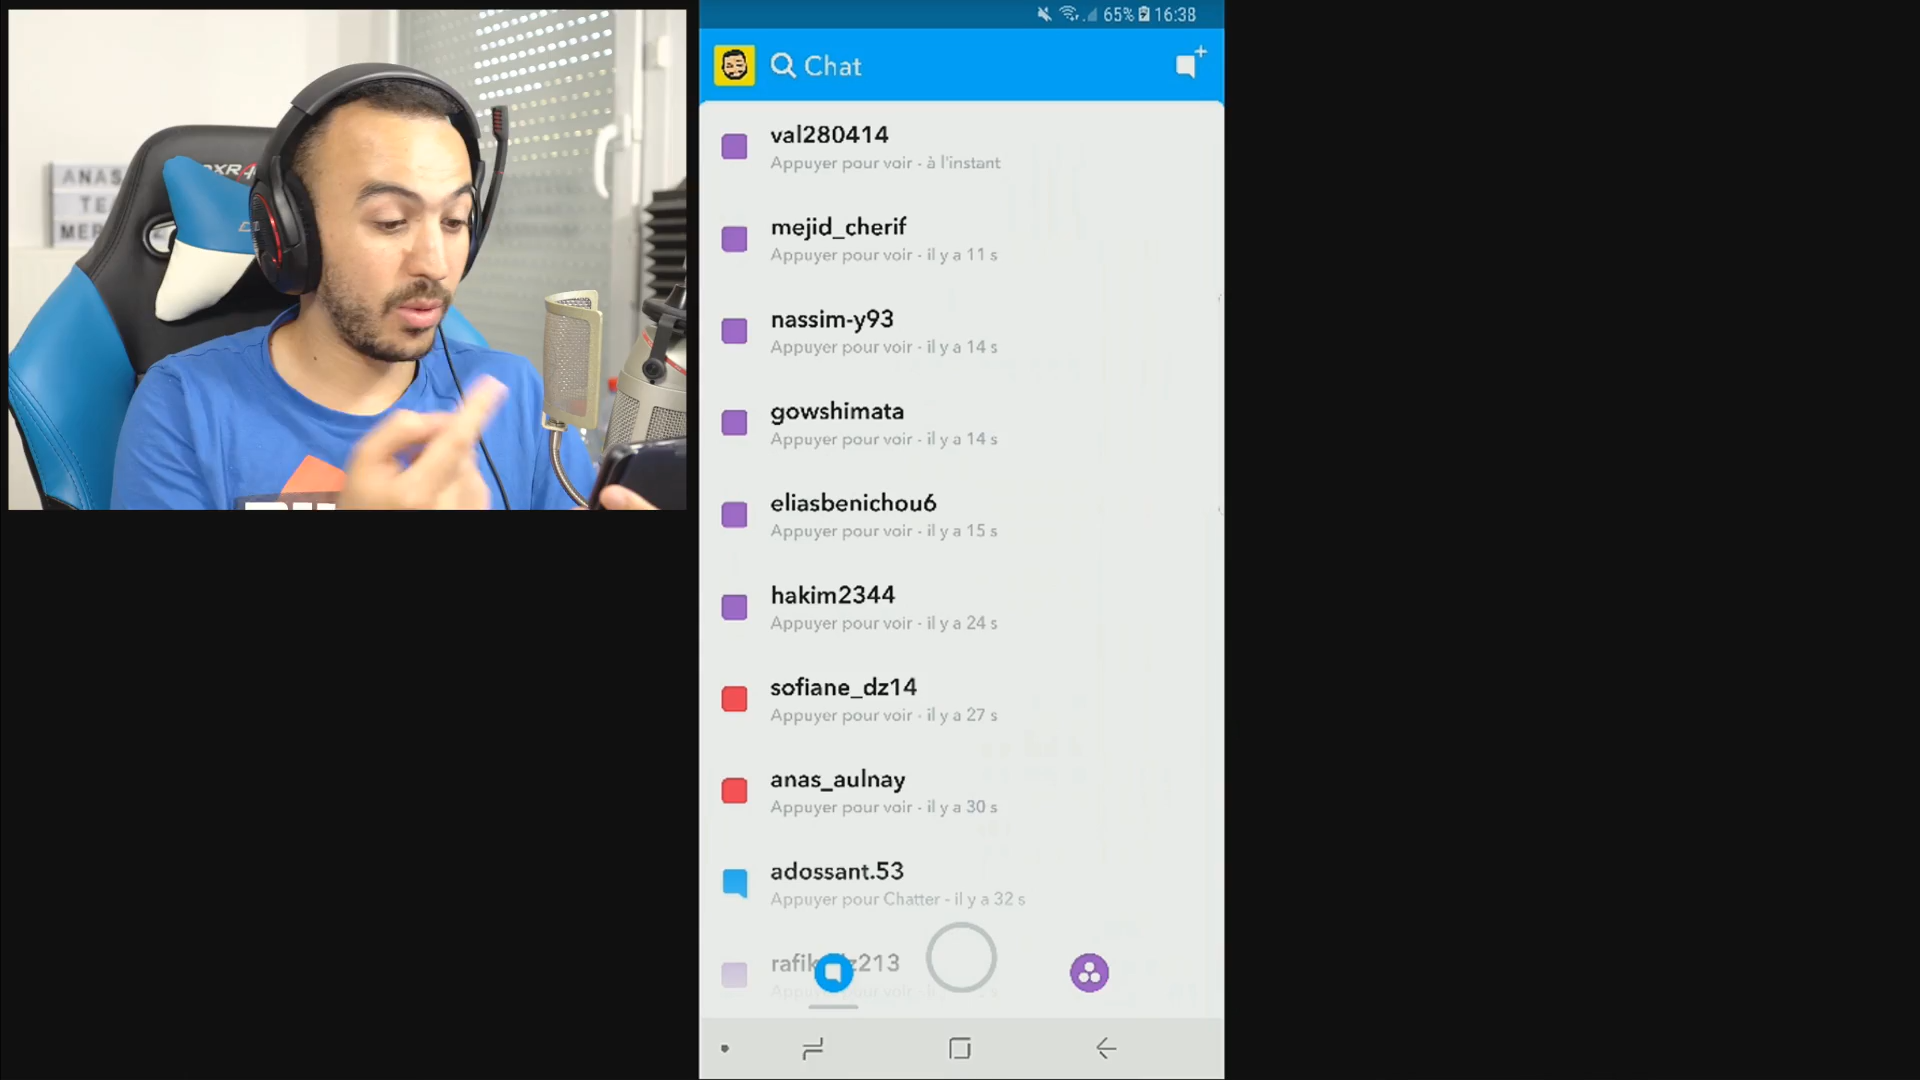 ANAS
TE
MER
DXR
65% 16:38
Chat
val280414
Appuyer pour voir - à l'instant
mejid_cherif
Appuyer pour voir - il y a 11 s
nassim-y93
Appuyer pour voir - il y a 14 s
gowshimata
Appuyer pour voir - il y a 14 s
eliasbenichou6
Appuyer pour voir - il y a 15 s
hakim2344
Appuyer pour voir - il y a 24 s
sofiane_dz14
Appuyer pour voir - il y a 27 s
anas_aulnay
Appuyer pour voir - il y a 30 s
adossant.53
Appuyer pour Chatter - il y a 32 s